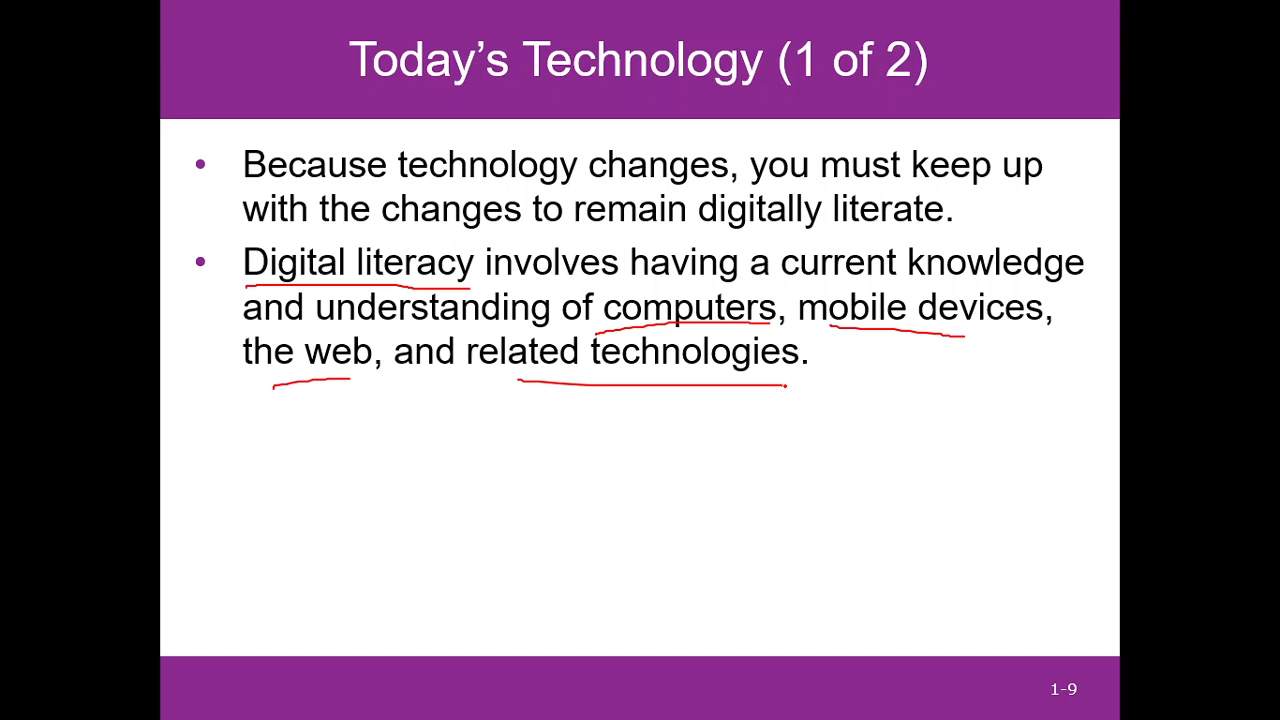 Today’s Technology (1 of 2)
• Because technology changes, you must keep up
with the changes to remain digitally literate.
• Digital literacy involves having a current knowledge
and understanding of computers, mobile devices,
the web, and related technologies.
1-9